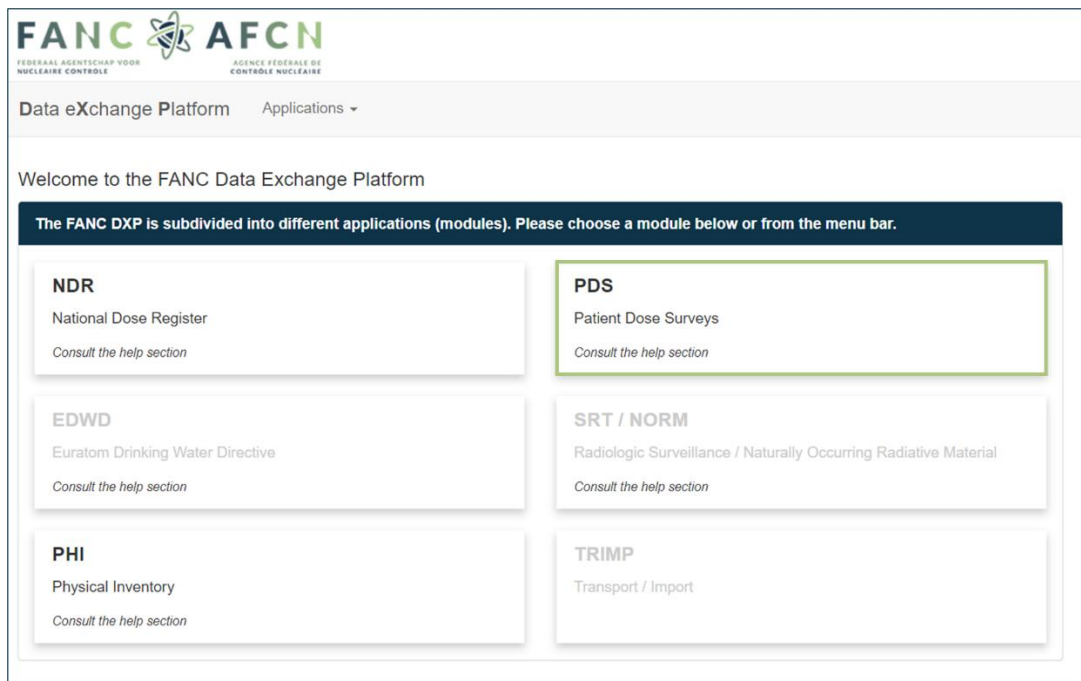 FANC AFCN
FEDERAAL AGENTSCHAP VOOR
NUCLEAIRE CONTROLE
AGENCE FÉDÉRALE DE
CONTRÔLE NUCLÉAIRE
Data eXchange Platform Applications
Welcome to the FANC Data Exchange Platform
The FANC DXP is subdivided into different applications (modules). Please choose a module below or from the menu bar.
NDR
National Dose Register
Consult the help section
PDS
Patient Dose Surveys
Consult the help section
EDWD
Euratom Drinking Water Directive
Consult the help section
SRT / NORM
Radiologic Surveillance / Naturally Occurring Radiative Material
Consult the help section
PHI
Physical Inventory
Consult the help section
TRIMP
Transport / Import